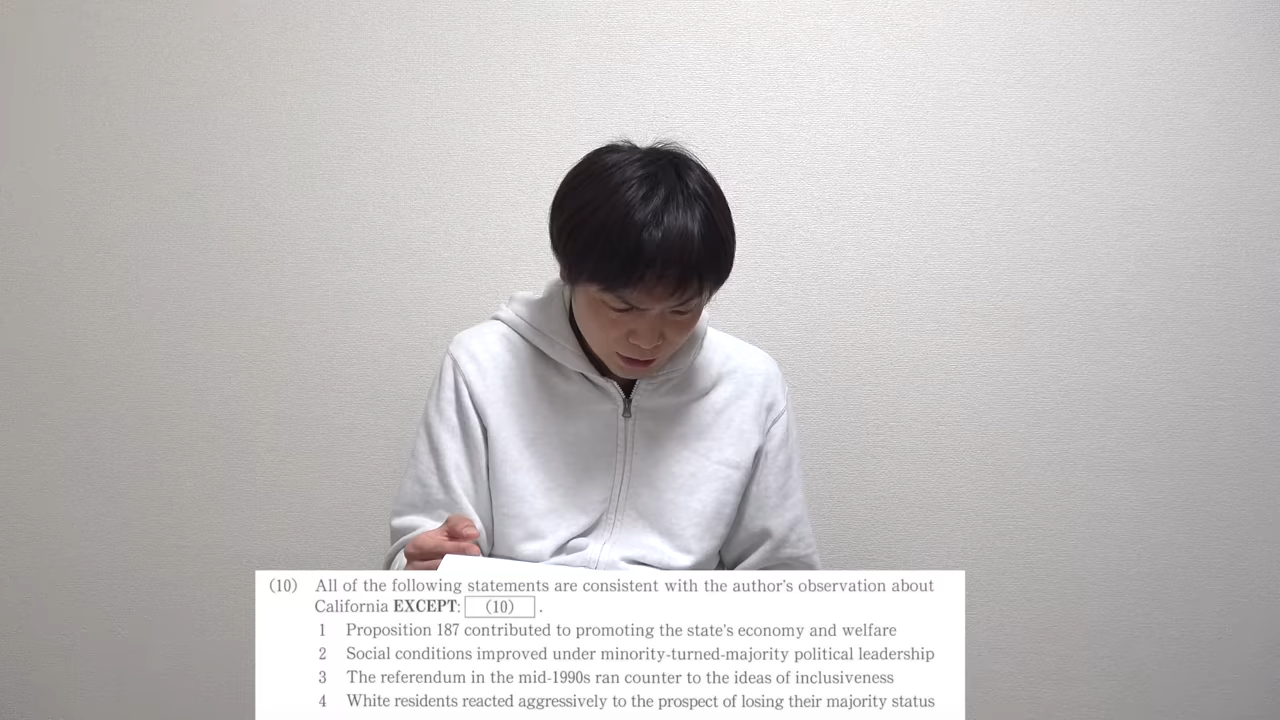 (10) All of the following statements are consistent with the author's observation about
California EXCEPT: (10) .
1 Proposition 187 contributed to promoting the state's economy and welfare
2 Social conditions improved under minority-turned-majority political leadership
3 The referendum in the mid-1990s ran counter to the ideas of inclusiveness
4 White residents reacted aggressively to the prospect of losing their majority status